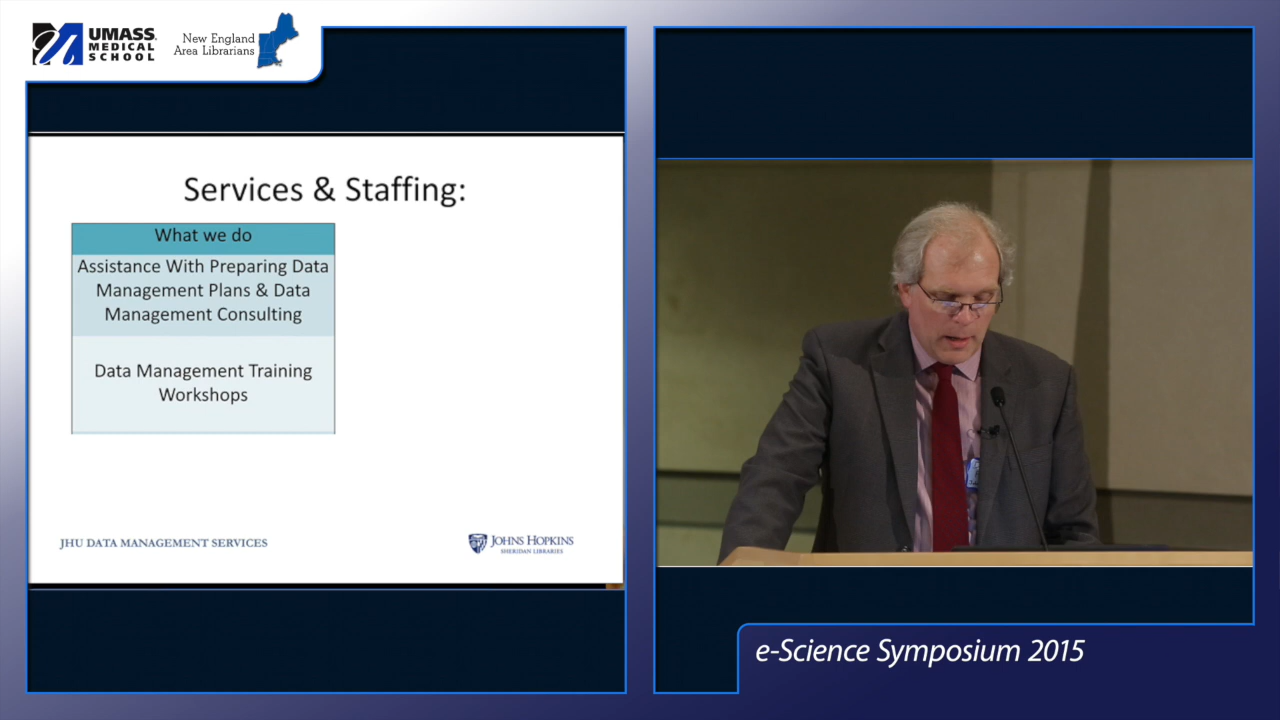 UMASS
MEDICAL
SCHOOL
New England
Area Librarians
Services & Staffing:
What we do
Assistance With Preparing Data
Management Plans & Data
Management Consulting
Data Management Training
Workshops
JHU DATA MANAGEMENT SERVICES
JOHNS HOPKINS
SHERIDAN LIBRARIES
e-Science Symposium 2015